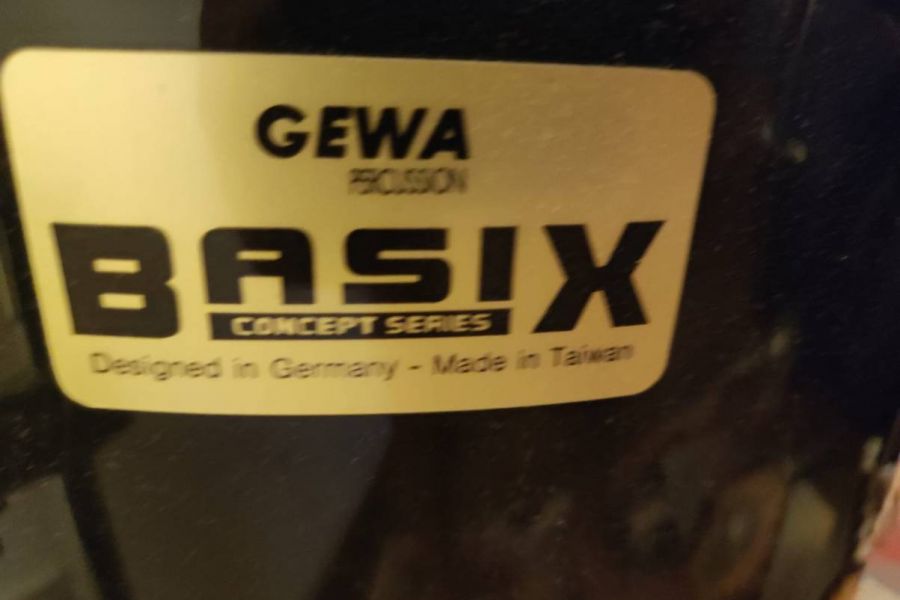 GEWA
PERCUSSION
BASIX
CONCEPT SERIES
Designed in Germany - Made in Taiwan